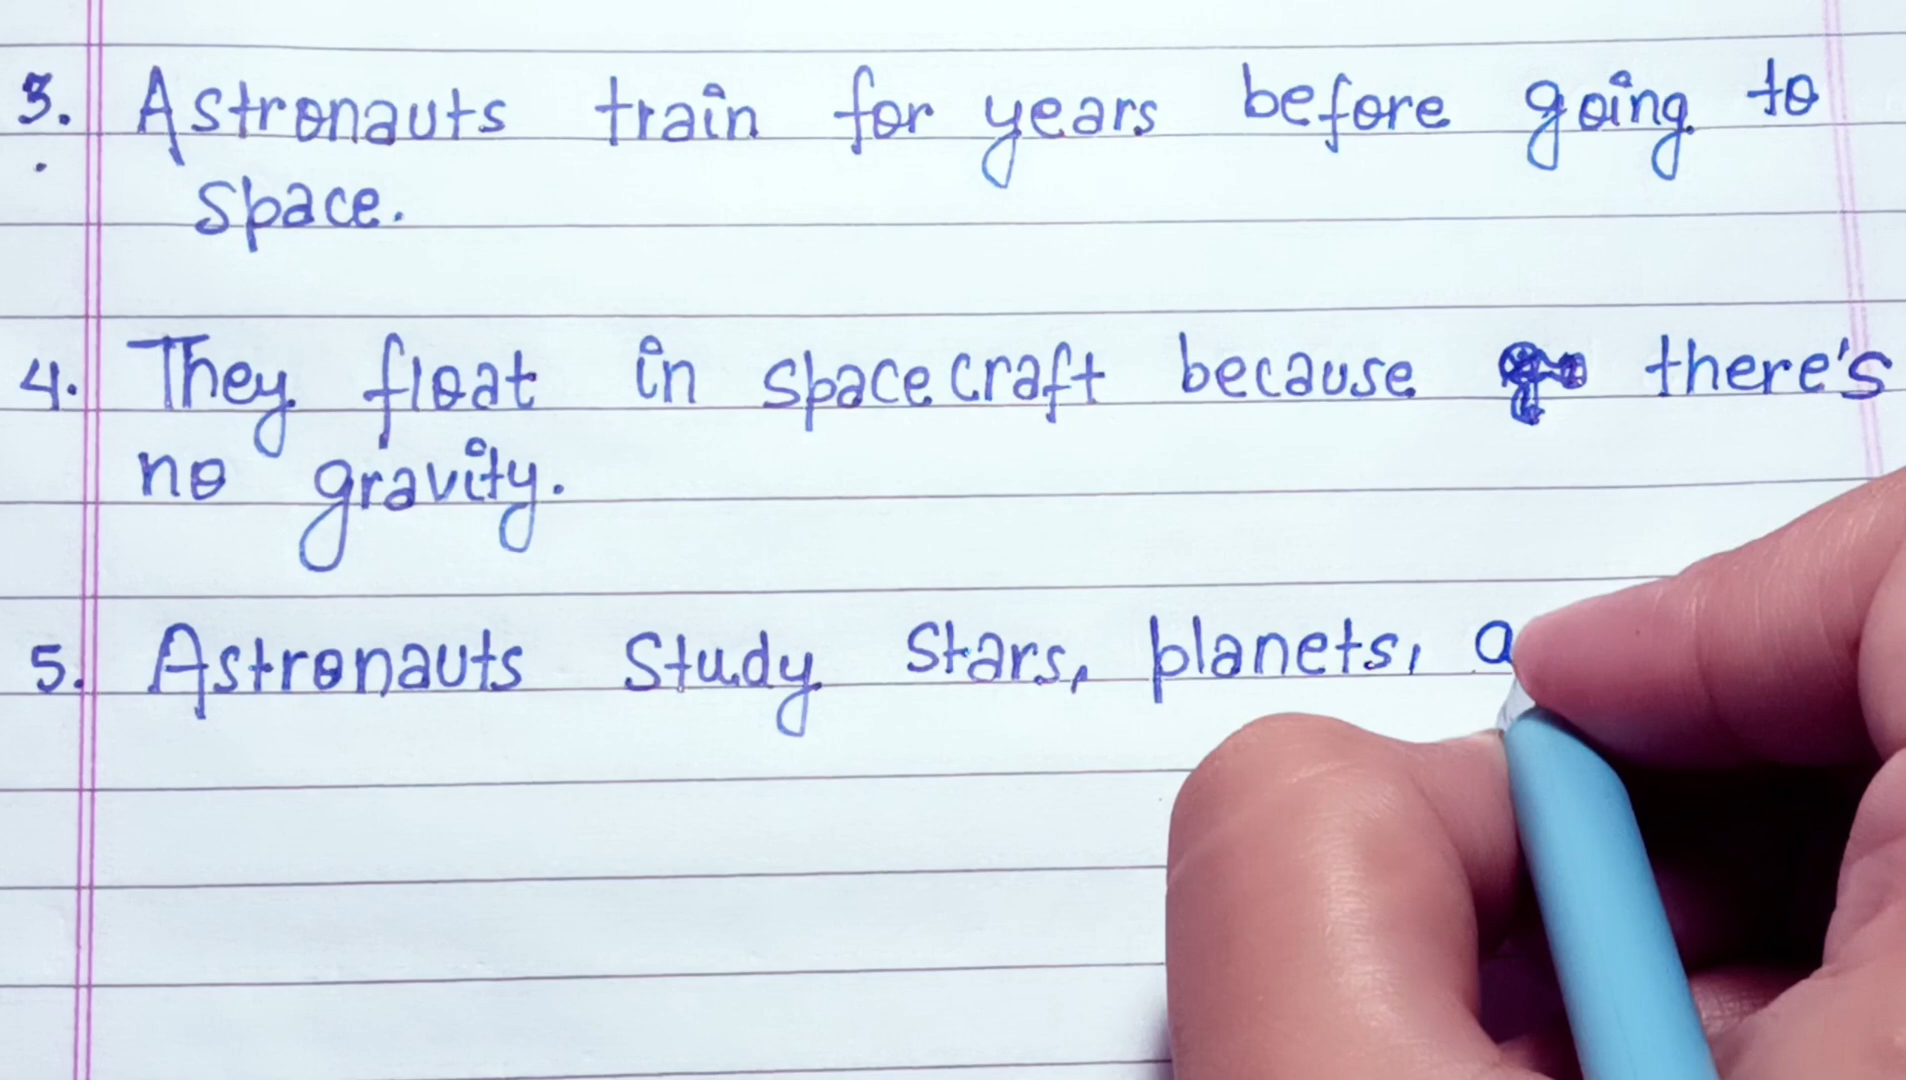 3. Astronauts train for years before going to
space.
4. They float in spacecraft because there's
no gravity.
5. Astronauts study stars, planets, a